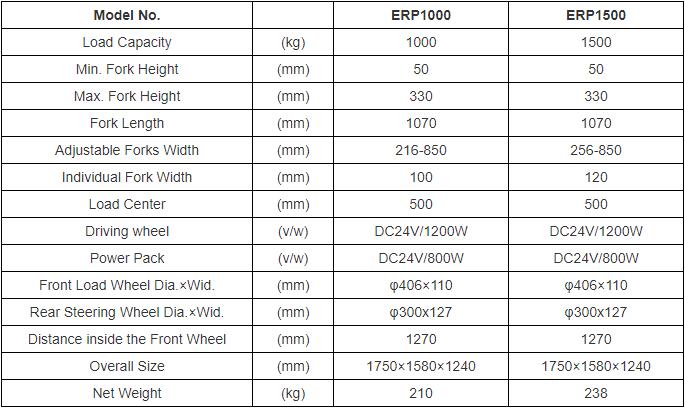 Model No. ERP1000 ERP1500
Load Capacity (kg) 1000 1500
Min. Fork Height (mm) 50 50
Max. Fork Height (mm) 330 330
Fork Length (mm) 1070 1070
Adjustable Forks Width (mm) 216-850 256-850
Individual Fork Width (mm) 100 120
Load Center (mm) 500 500
Driving wheel (v/w) DC24V/1200W DC24V/1200W
Power Pack (v/w) DC24V/800W DC24V/800W
Front Load Wheel Dia.×Wid. (mm) φ406×110 φ406×110
Rear Steering Wheel Dia.×Wid. (mm) φ300x127 φ300x127
Distance inside the Front Wheel (mm) 1270 1270
Overall Size (mm) 1750×1580×1240 1750×1580×1240
Net Weight (kg) 210 238